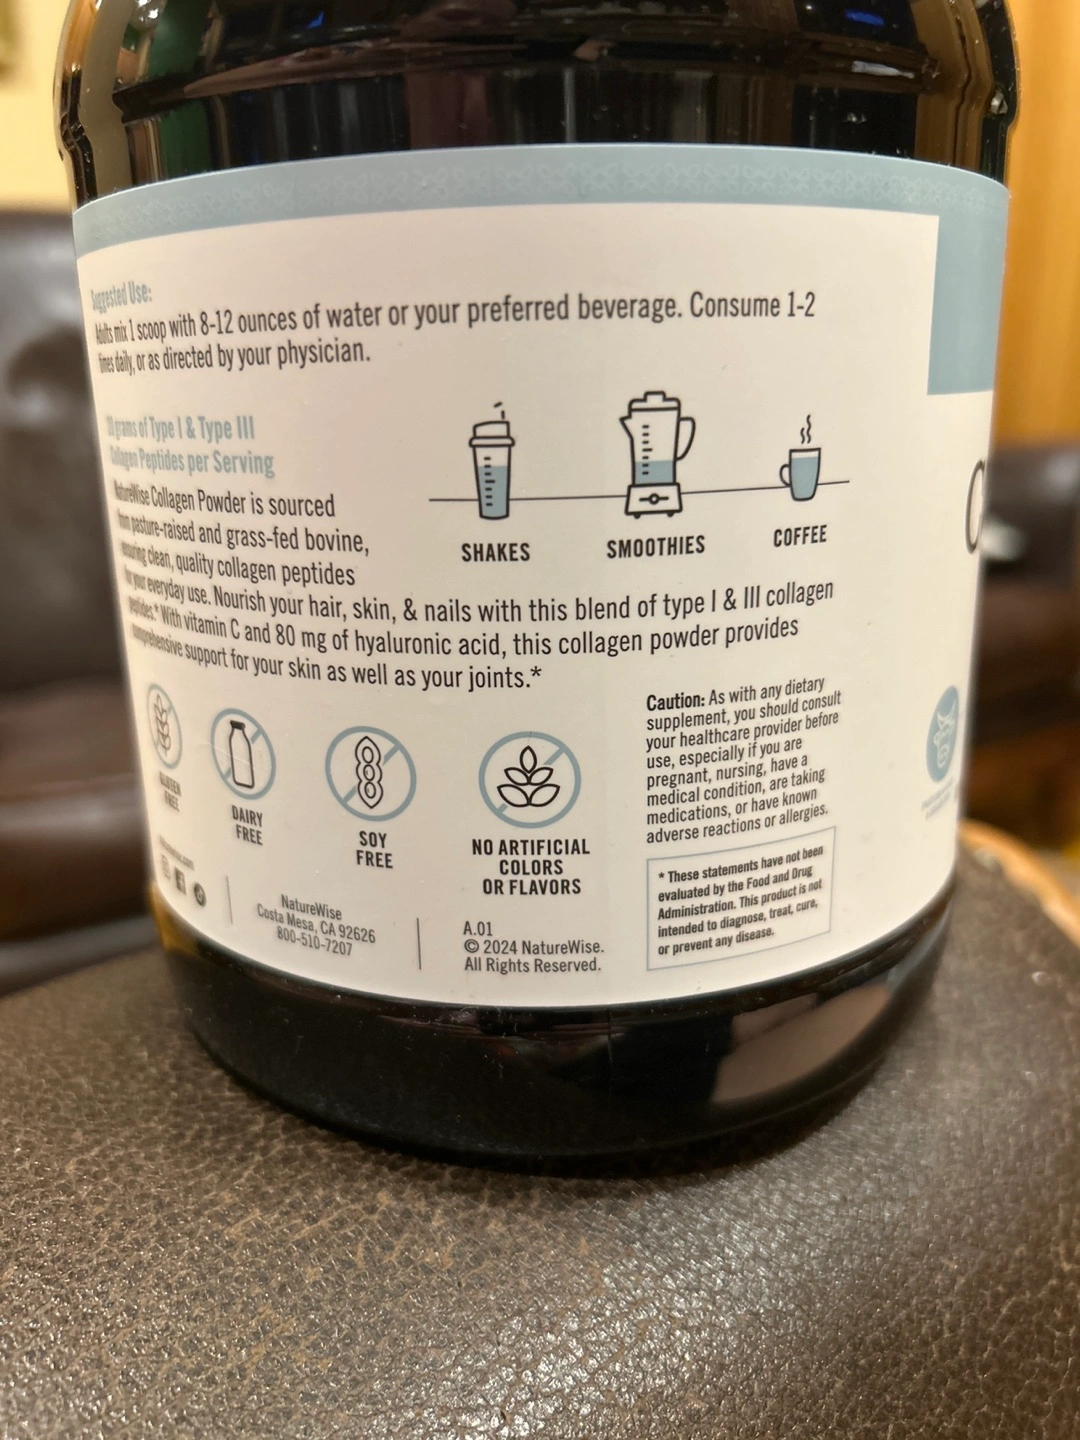 Suggested Use:
Adults mix 1 scoop with 8-12 ounces of water or your preferred beverage. Consume 1-2
times daily, or as directed by your physician.
grams of Type I & Type III
Collagen Peptides per Serving
NatureWise Collagen Powder is sourced
from pasture-raised and grass-fed bovine,
ensuring clean, quality collagen peptides
for your everyday use. Nourish your hair, skin, & nails with this blend of type I & III collagen
peptides.* With vitamin C and 80 mg of hyaluronic acid, this collagen powder provides
comprehensive support for your skin as well as your joints.*
SHAKES
SMOOTHIES
COFFEE
GLUTEN
FREE
DAIRY
FREE
SOY
FREE
NO ARTIFICIAL
COLORS
OR FLAVORS
Caution: As with any dietary
supplement, you should consult
your healthcare provider before
use, especially if you are
pregnant, nursing, have a
medical condition, are taking
medications, or have known
adverse reactions or allergies.
* These statements have not been
evaluated by the Food and Drug
Administration. This product is not
intended to diagnose, treat, cure,
or prevent any disease.
NatureWise
Costa Mesa, CA 92626
800-510-7207
A.01
© 2024 NatureWise.
All Rights Reserved.